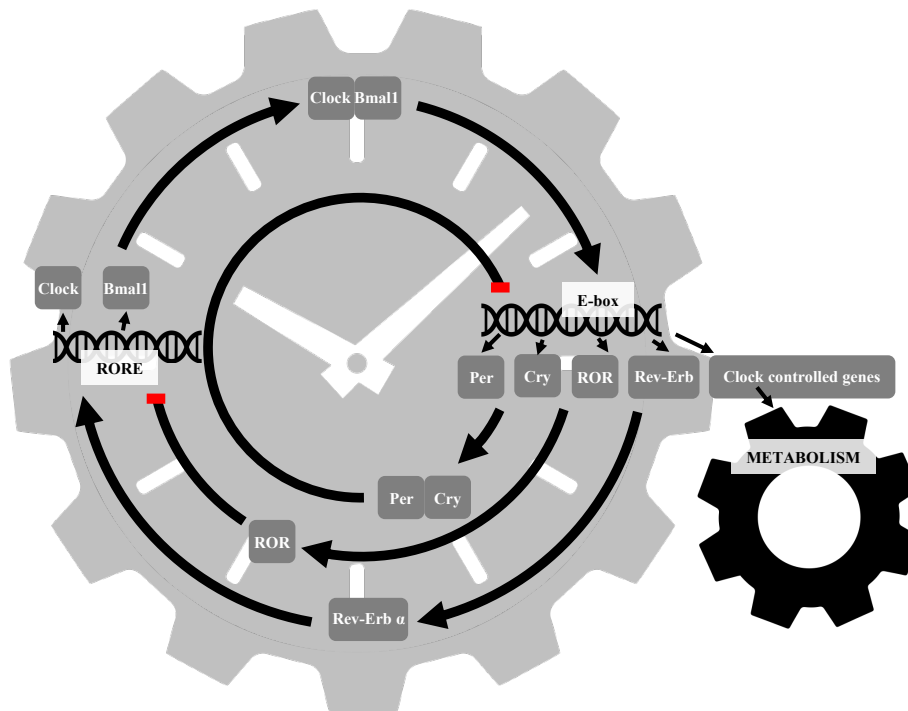 Clock Bmal1
Clock
Bmal1
E-box
RORE
Per
Cry
ROR
Rev-Erb
Clock controlled genes
METABOLISM
Per Cry
ROR
Rev-Erb α